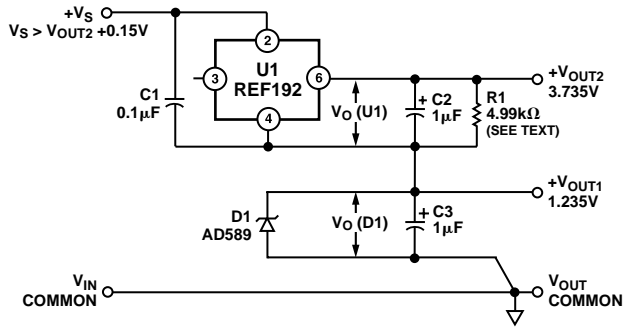 +VS
VS > VOUT2 +0.15V
C1
0.1µF
2
3
U1
REF192
6
4
VO (U1)
+ C2
1µF
R1
4.99kΩ
(SEE TEXT)
+VOUT2
3.735V
D1
AD589
VO (D1)
+ C3
1µF
+VOUT1
1.235V
VIN
COMMON
VOUT
COMMON